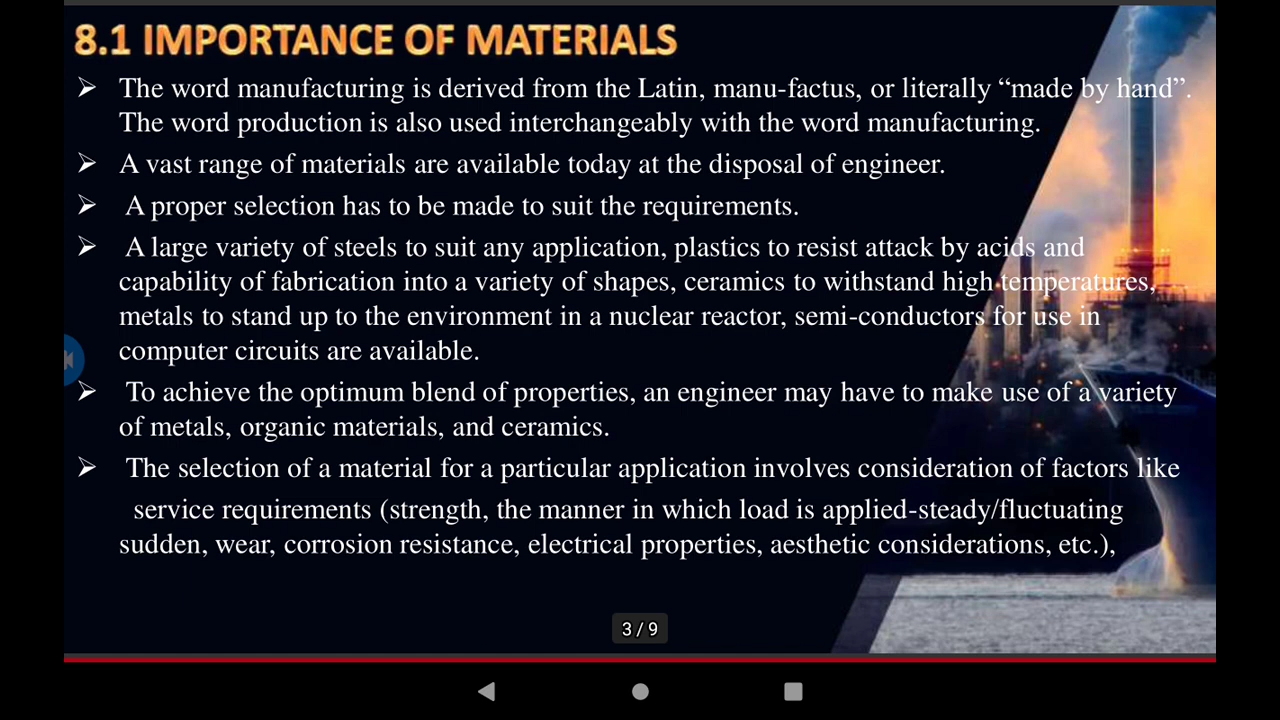 8.1 IMPORTANCE OF MATERIALS
➢ The word manufacturing is derived from the Latin, manu-factus, or literally “made by hand”.
The word production is also used interchangeably with the word manufacturing.
➢ A vast range of materials are available today at the disposal of engineer.
➢ A proper selection has to be made to suit the requirements.
➢ A large variety of steels to suit any application, plastics to resist attack by acids and
capability of fabrication into a variety of shapes, ceramics to withstand high temperatures,
metals to stand up to the environment in a nuclear reactor, semi-conductors for use in
computer circuits are available.
➢ To achieve the optimum blend of properties, an engineer may have to make use of a variety
of metals, organic materials, and ceramics.
➢ The selection of a material for a particular application involves consideration of factors like
service requirements (strength, the manner in which load is applied-steady/fluctuating
sudden, wear, corrosion resistance, electrical properties, aesthetic considerations, etc.),
3 / 9